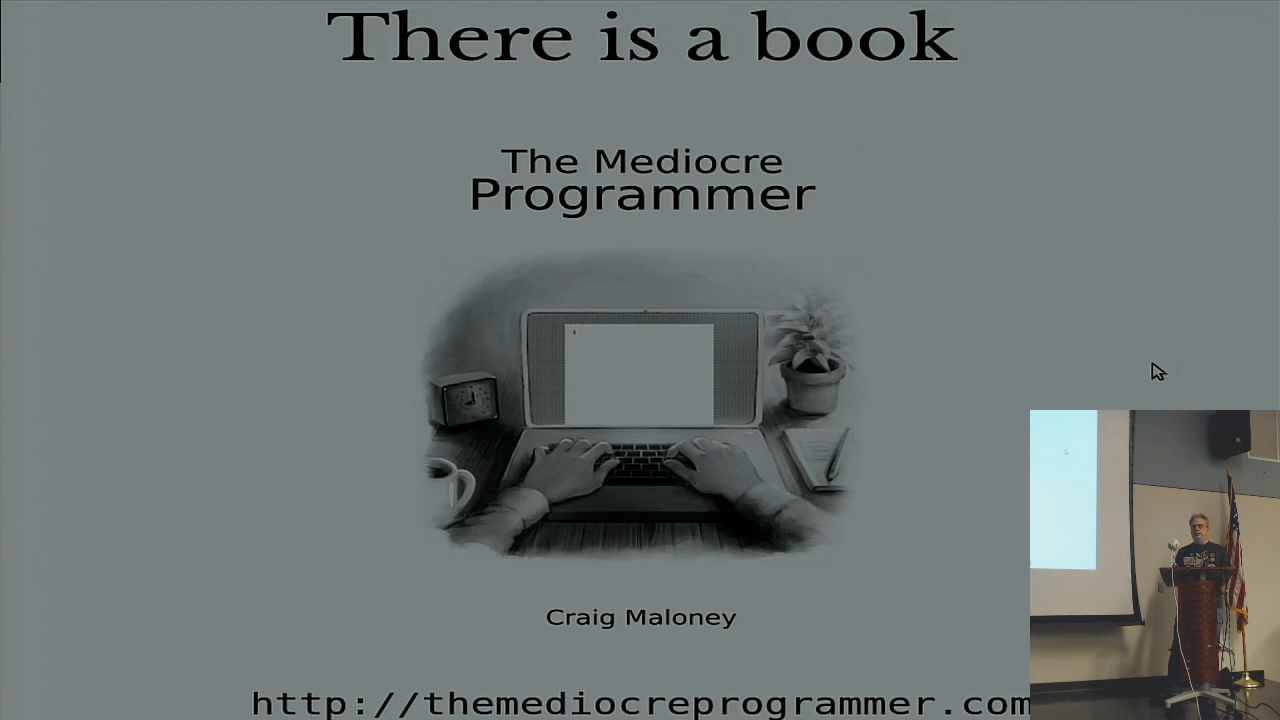 There is a book
The Mediocre
Programmer
Craig Maloney
http://themediocreprogrammer.com